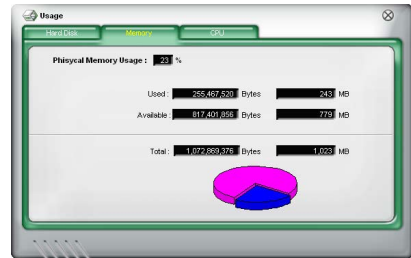 Usage
Hard Disk Memory CPU
Phisycal Memory Usage : 23 %
Used : 255,467,520 Bytes 243 MB
Available : 817,401,856 Bytes 779 MB
Total : 1,072,869,376 Bytes 1,023 MB